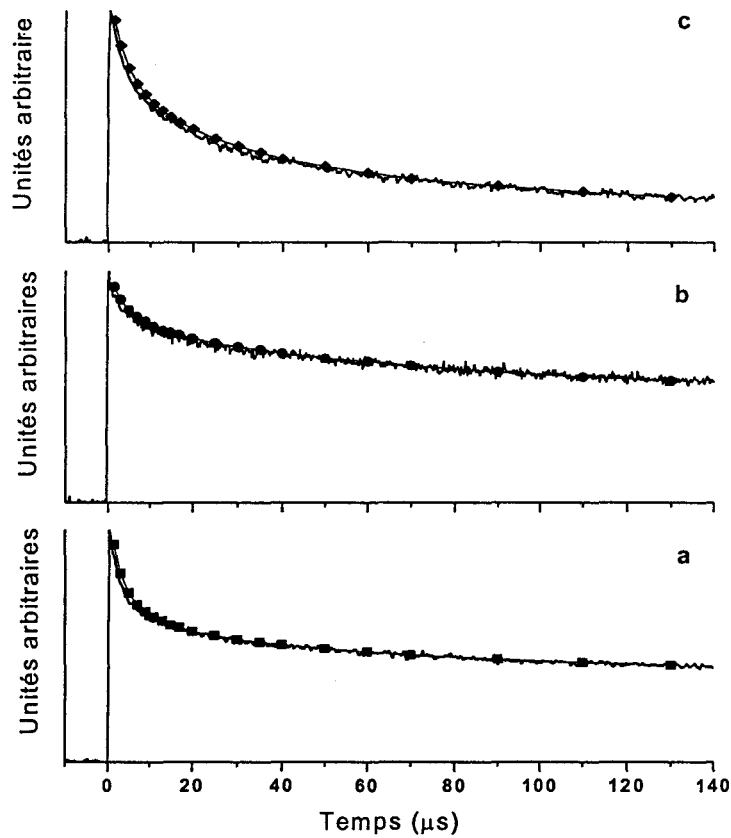 c
Unités arbitraire
b
Unités arbitraires
a
Unités arbitraires
0 20 40 60 80 100 120 140
Temps (μs)